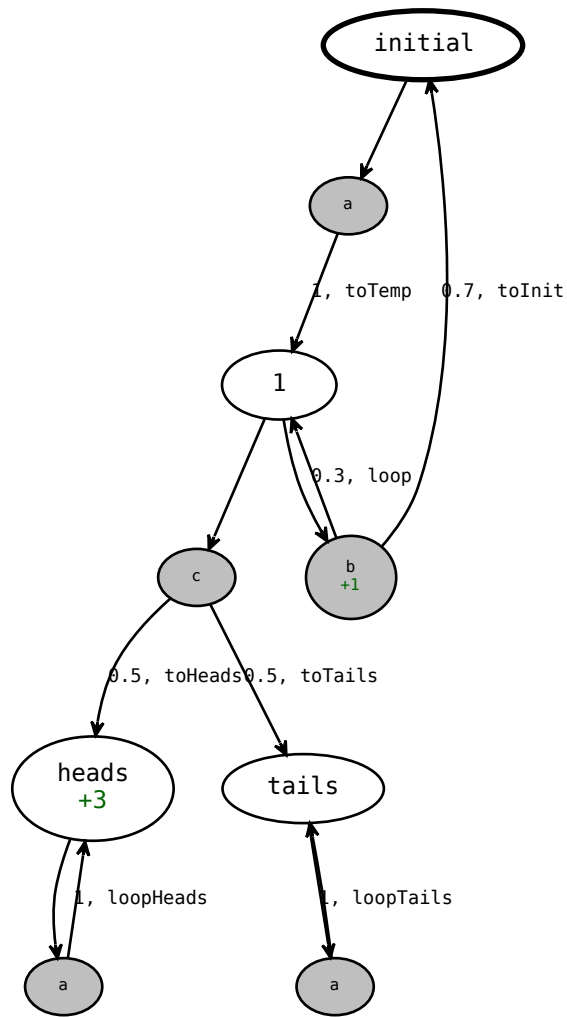 initial
a
1, toTemp
0.7, toInit
1
0.3, loop
c
b
+1
0.5, toHeads
0.5, toTails
heads
+3
tails
1, loopHeads
1, loopTails
a
a